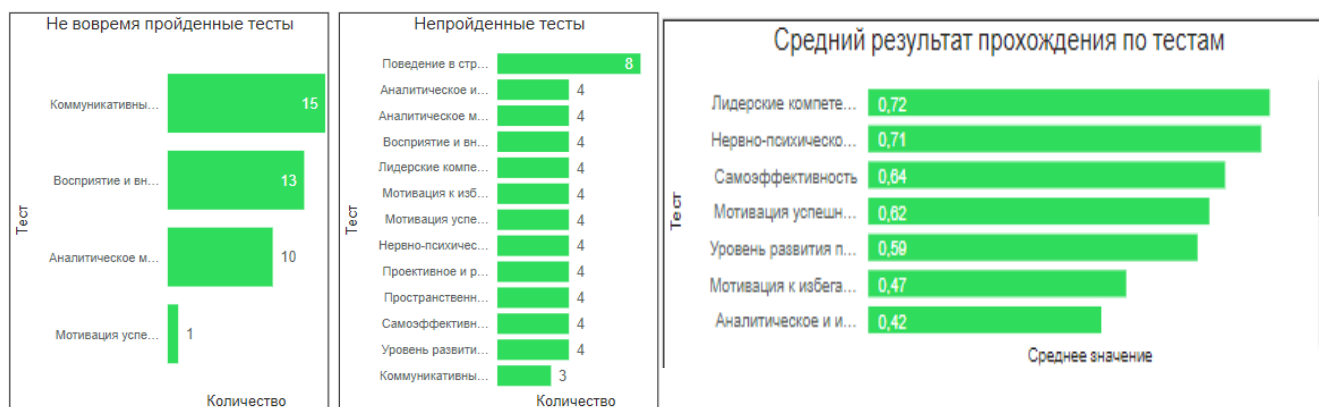 Не вовремя пройденные тесты
Тест
Коммуникативны... 15
Восприятие и вн... 13
Аналитическое м... 10
Мотивация успе... 1
Количество
Непройденные тесты
Тест
Поведение в стр... 8
Аналитическое и... 4
Аналитическое м... 4
Восприятие и вн... 4
Лидерские компе... 4
Мотивация к изб... 4
Мотивация успе... 4
Нервно-психичес... 4
Проективное и р... 4
Пространственн... 4
Самоэффективн... 4
Уровень развити... 4
Коммуникативны... 3
Количество
Средний результат прохождения по тестам
Тест
Лидерские компете... 0,72
Нервно-психическо... 0,71
Самоэффективность 0,64
Мотивация успешн... 0,62
Уровень развития п... 0,59
Мотивация к избега... 0,47
Аналитическое и и... 0,42
Среднее значение